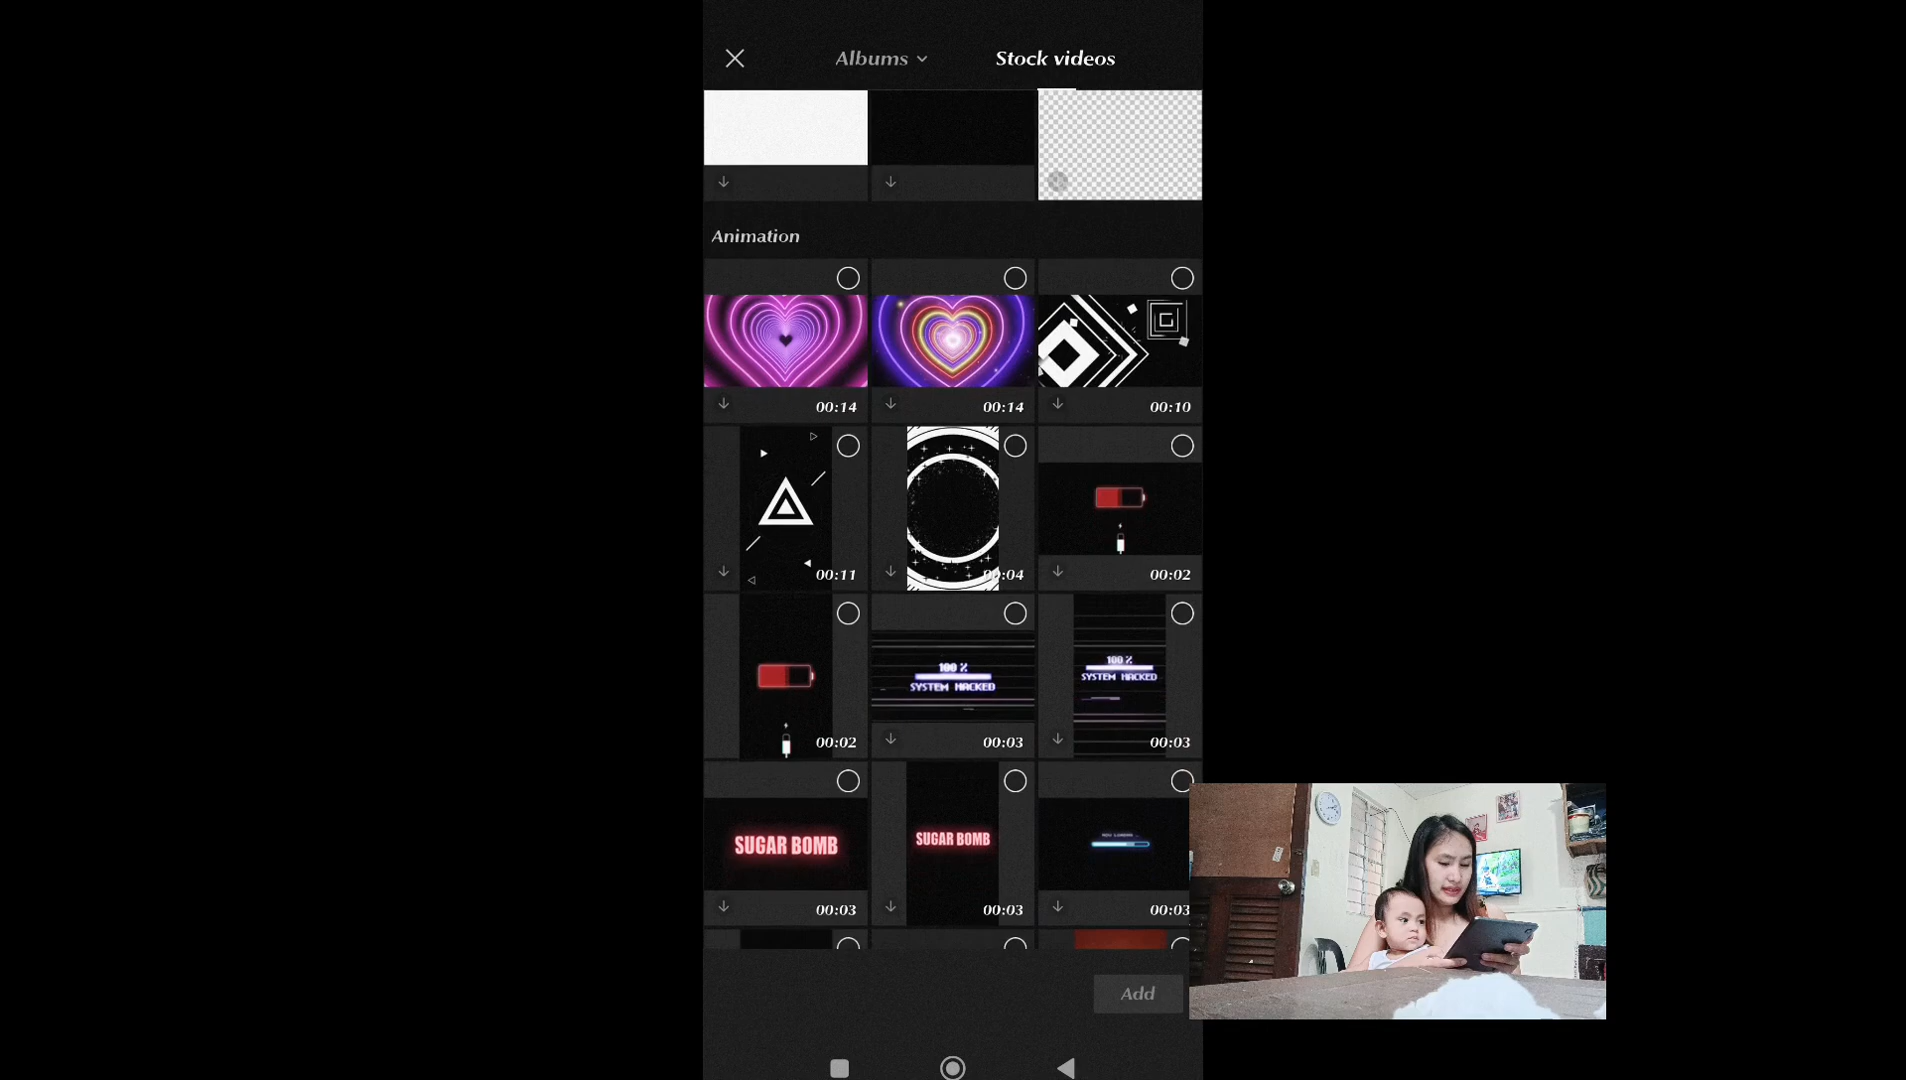 Albums
Stock videos
Animation
00:14
00:14
00:10
00:11
00:04
00:02
00:02
100 %
SYSTEM HACKED
00:03
100 %
SYSTEM HACKED
00:03
SUGAR BOMB
00:03
SUGAR BOMB
00:03
00:03
Add